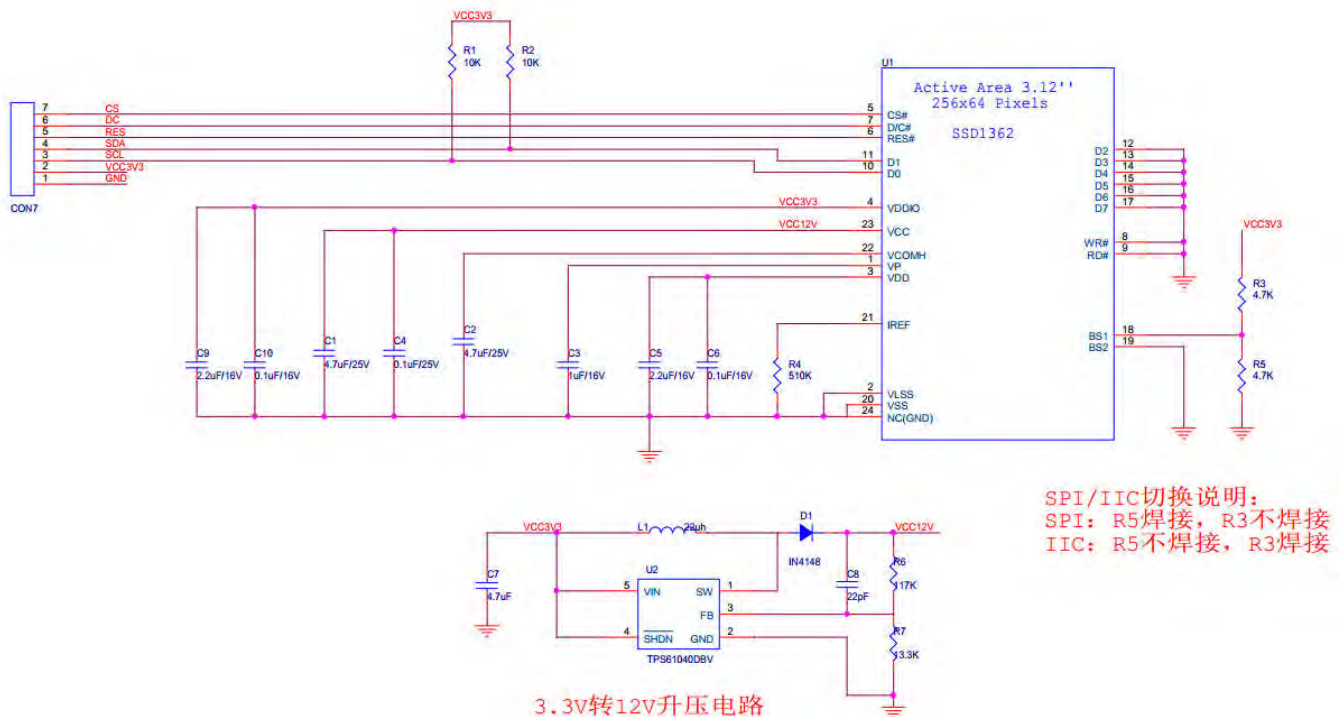 VCC3V3
R1
10K
R2
10K
U1
Active Area 3.12''
256x64 Pixels
SSD1362
7 CS
6 DC
5 RES
4 SDA
3 SCL
2 VCC3V3
1 GND
CON7
5 CS#
7 D/C#
6 RES#
11 D1
10 D0
VCC3V3 4 VDDIO
VCC12V 23 VCC
22 VCOMH
1 VP
3 VDD
21 IREF
2 VLSS
20 VSS
24 NC(GND)
D2 12
D3 13
D4 14
D5 15
D6 16
D7 17
WR# 8
RD# 9
BS1 18
BS2 19
VCC3V3
R3
4.7K
R5
4.7K
C9
2.2uF/16V
C10
0.1uF/16V
C1
4.7uF/25V
C4
0.1uF/25V
C2
4.7uF/25V
C3
1uF/16V
C5
2.2uF/16V
C6
0.1uF/16V
R4
510K
SPI/IIC切换说明:
SPI: R5焊接, R3不焊接
IIC: R5不焊接, R3焊接
VCC3V3
L1 22uh
D1
IN4148
VCC12V
C7
4.7uF
U2
5 VIN SW 1
FB 3
4 SHDN GND 2
TPS61040DBV
C8
22pF
R6
117K
R7
13.3K
3.3V转12V升压电路